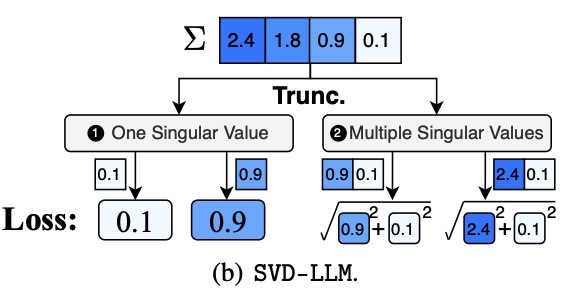 Σ 2.4 1.8 0.9 0.1
Trunc.
❶ One Singular Value ❷ Multiple Singular Values
0.1 0.9 0.9 0.1 2.4 0.1
Loss: 0.1 0.9 √(0.9² + 0.1²) √(2.4² + 0.1²)
(b) SVD-LLM.